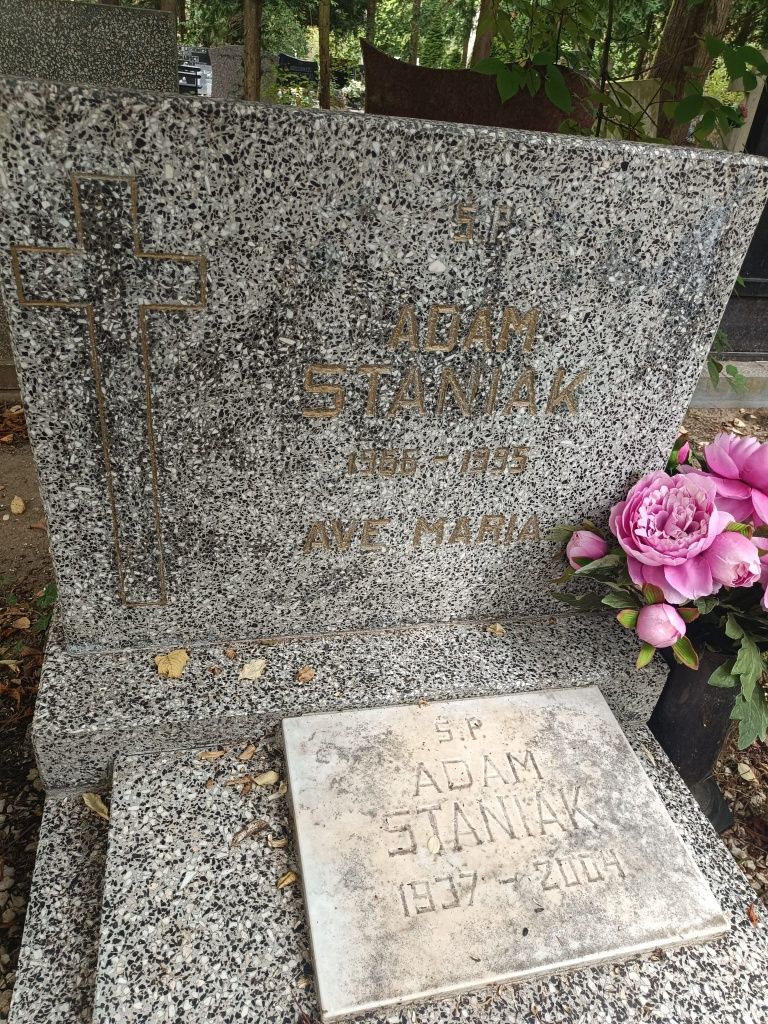 Ś.P.
ADAM
STANIAK
1966 - 1995
AVE MARIA
Ś.P.
ADAM
STANIAK
1937 - 2004